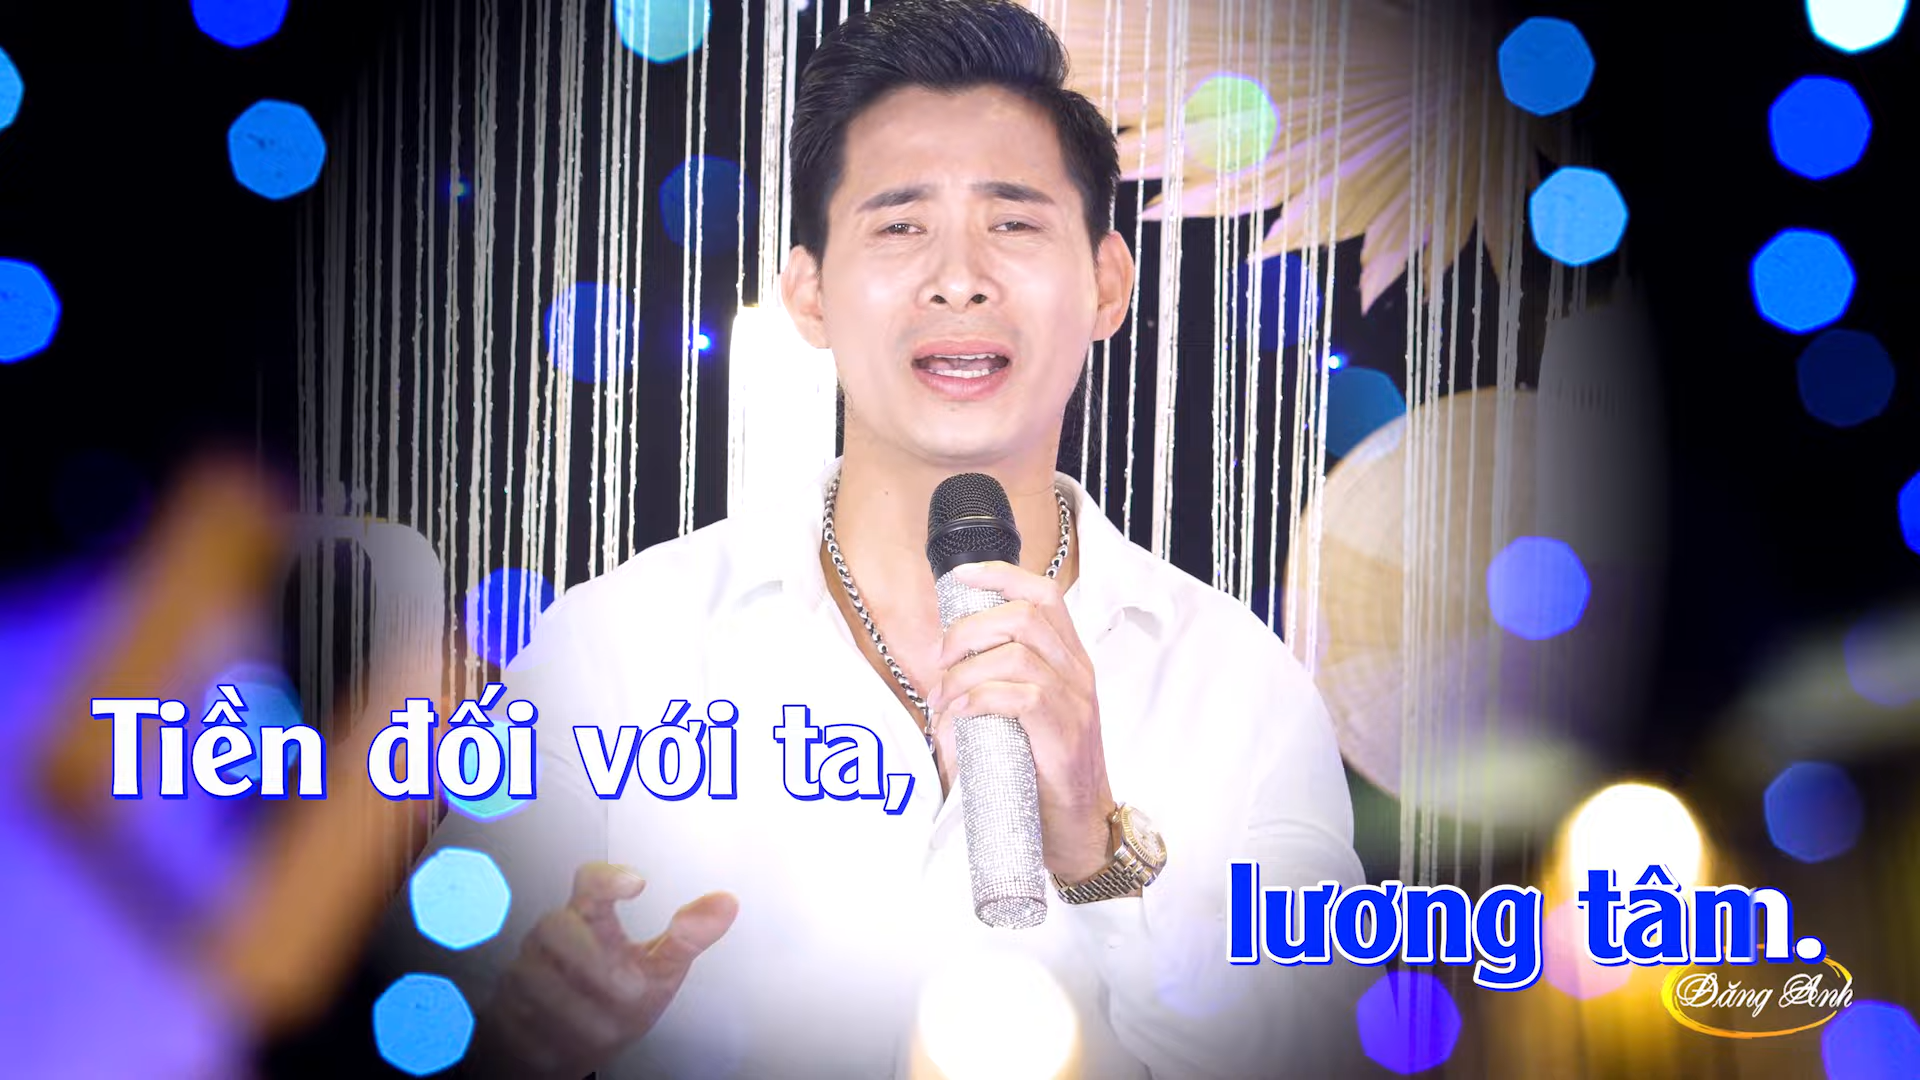 Tiền đối với ta,
lương tâm.
Đăng Anh